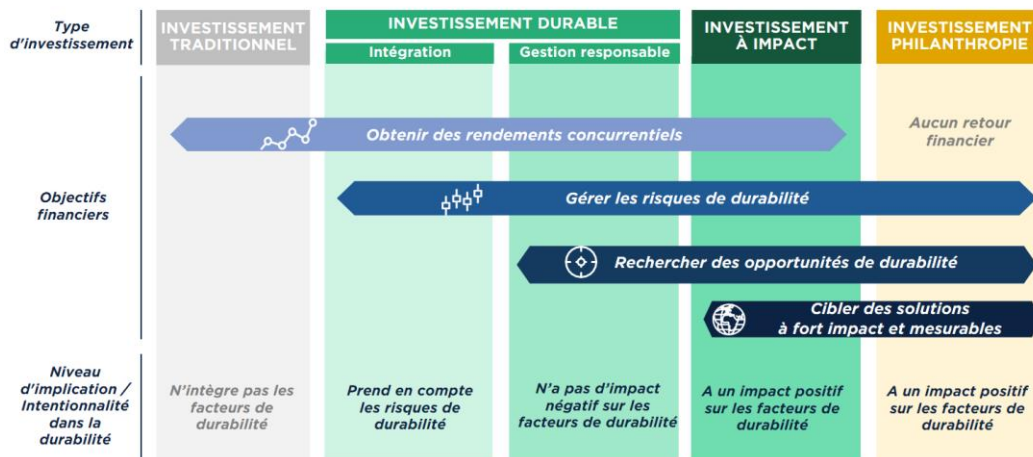 Type
d'investissement
INVESTISSEMENT
TRADITIONNEL
INVESTISSEMENT DURABLE
Intégration
Gestion responsable
INVESTISSEMENT
À IMPACT
INVESTISSEMENT
PHILANTHROPIE
Objectifs
financiers
Obtenir des rendements concurrentiels
Aucun retour
financier
Gérer les risques de durabilité
Rechercher des opportunités de durabilité
Cibler des solutions
à fort impact et mesurables
Niveau
d'implication /
Intentionnalité
dans la
durabilité
N'intègre pas les
facteurs de
durabilité
Prend en compte
les risques de
durabilité
N'a pas d'impact
négatif sur les
facteurs de durabilité
A un impact positif
sur les facteurs de
durabilité
A un impact positif
sur les facteurs de
durabilité